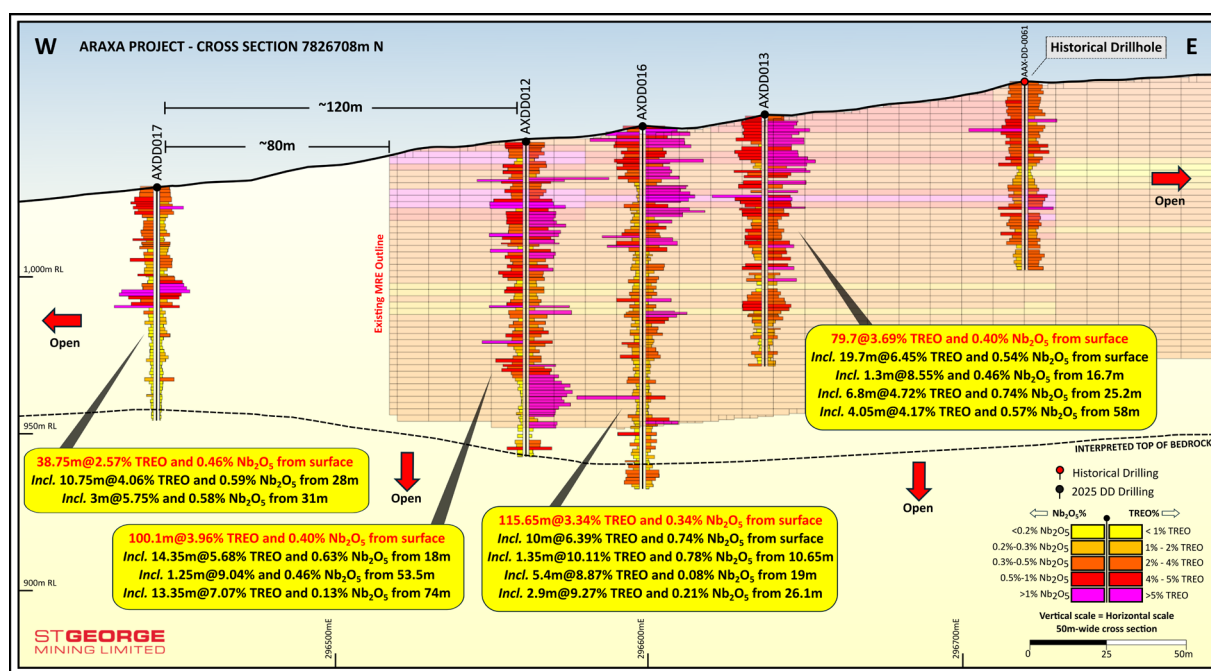 W
ARAXA PROJECT - CROSS SECTION 7826708m N
E
AAX-DD-0061
Historical Drillhole
AXDD017
AXDD012
AXDD016
AXDD013
~120m
~80m
Existing MRE Outline
Open
Open
1,000m RL
950m RL
900m RL
79.7@3.69% TREO and 0.40% Nb₂O₅ from surface
Incl. 19.7m@6.45% TREO and 0.54% Nb₂O₅ from surface
Incl. 1.3m@8.55% and 0.46% Nb₂O₅ from 16.7m
Incl. 6.8m@4.72% TREO and 0.74% Nb₂O₅ from 25.2m
Incl. 4.05m@4.17% TREO and 0.57% Nb₂O₅ from 58m
INTERPRETED TOP OF BEDROCK
38.75m@2.57% TREO and 0.46% Nb₂O₅ from surface
Incl. 10.75m@4.06% TREO and 0.59% Nb₂O₅ from 28m
Incl. 3m@5.75% and 0.58% Nb₂O₅ from 31m
Open
Open
100.1m@3.96% TREO and 0.40% Nb₂O₅ from surface
Incl. 14.35m@5.68% TREO and 0.63% Nb₂O₅ from 18m
Incl. 1.25m@9.04% and 0.46% Nb₂O₅ from 53.5m
Incl. 13.35m@7.07% TREO and 0.13% Nb₂O₅ from 74m
115.65m@3.34% TREO and 0.34% Nb₂O₅ from surface
Incl. 10m@6.39% TREO and 0.74% Nb₂O₅ from surface
Incl. 1.35m@10.11% TREO and 0.78% Nb₂O₅ from 10.65m
Incl. 5.4m@8.87% TREO and 0.08% Nb₂O₅ from 19m
Incl. 2.9m@9.27% TREO and 0.21% Nb₂O₅ from 26.1m
Historical Drilling
2025 DD Drilling
Nb₂O₅% TREO%
<0.2% Nb₂O₅ < 1% TREO
0.2%-0.3% Nb₂O₅ 1% - 2% TREO
0.3%-0.5% Nb₂O₅ 2% - 4% TREO
0.5%-1% Nb₂O₅ 4% - 5% TREO
>1% Nb₂O₅ >5% TREO
Vertical scale = Horizontal scale
50m-wide cross section
0 25 50m
ST GEORGE
MINING LIMITED
296500mE
296600mE
296700mE